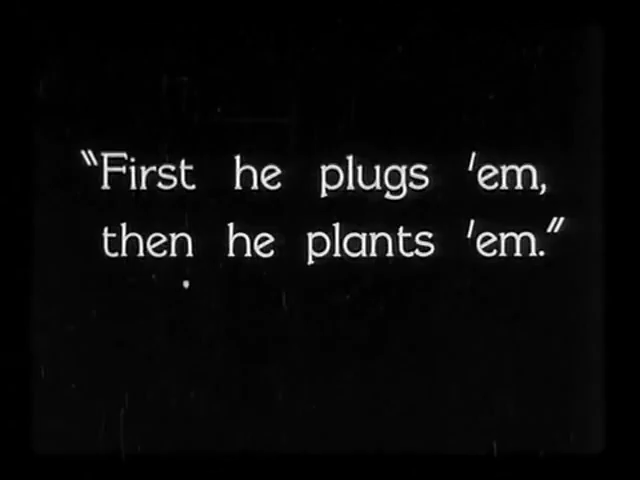 "First he plugs 'em,
then he plants 'em."